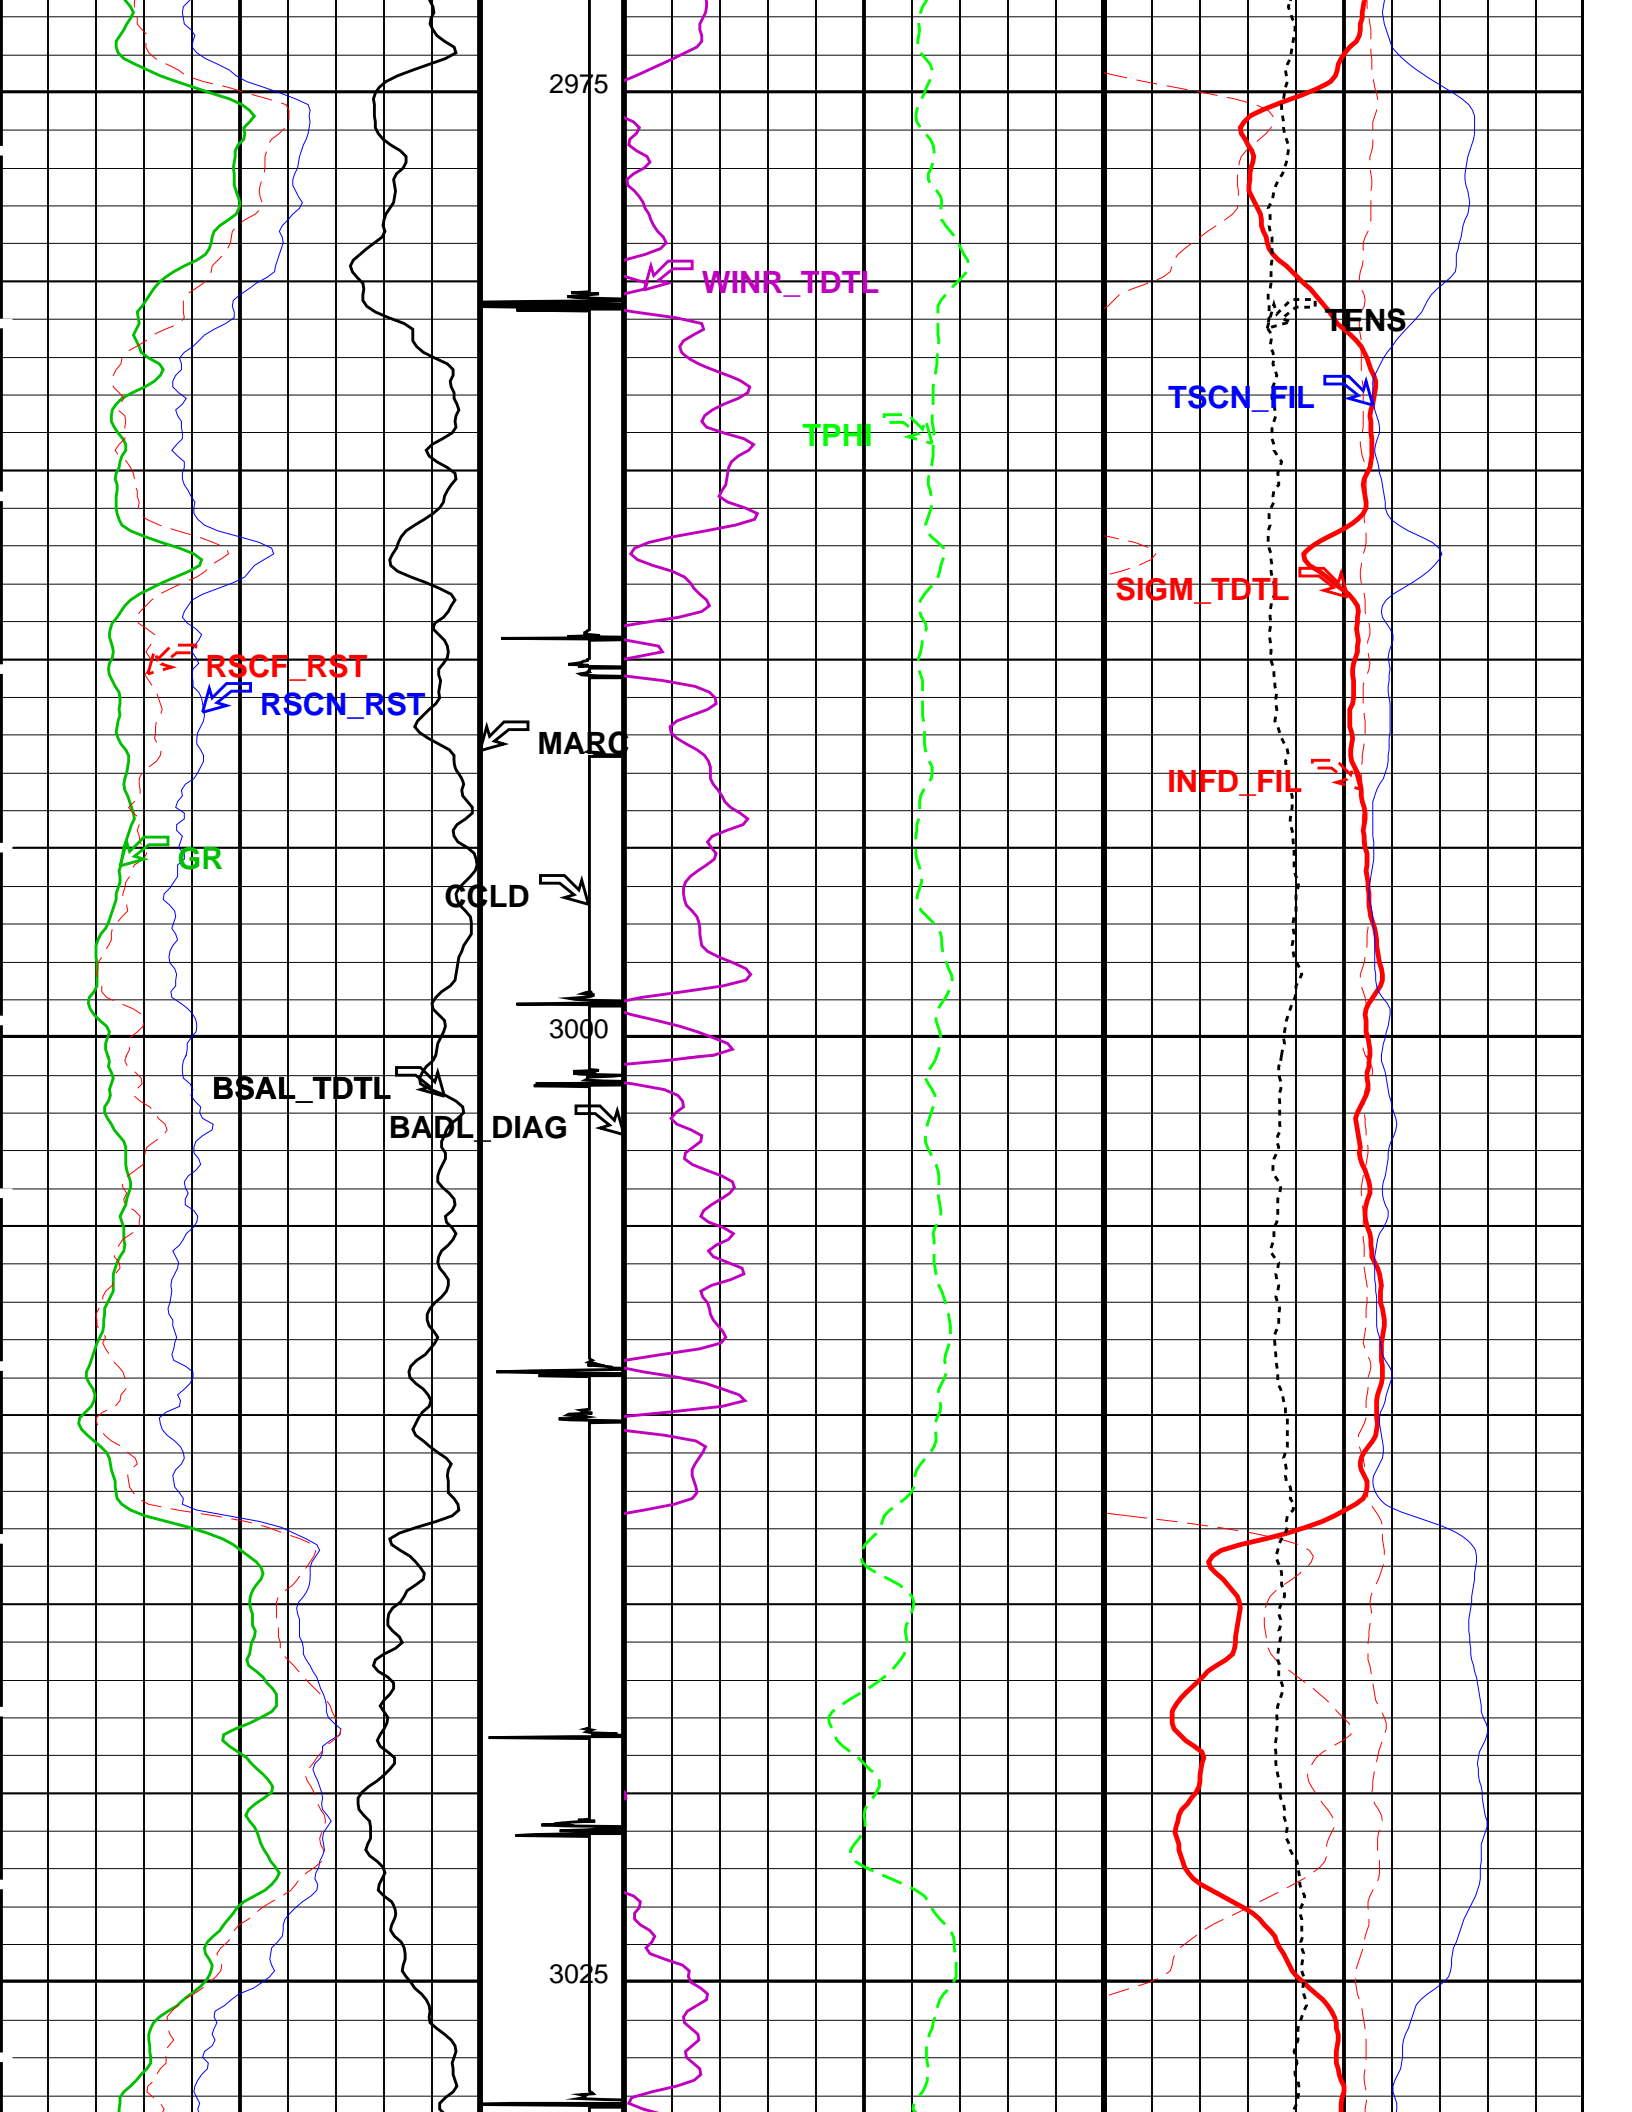 2975
WINR_TDTL
TENS
TSCN_FIL
TPHI
SIGM_TDTL
RSCF_RST
RSCN_RST
MARC
INFD_FIL
GR
CCLD
3000
BSAL_TDTL
BADL_DIAG
3025